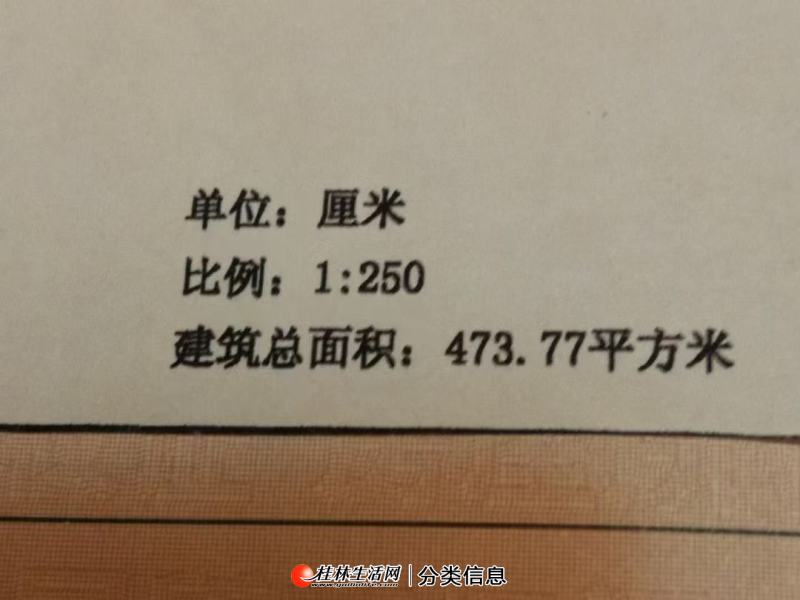 单位：厘米
比例：1:250
建筑总面积：473.77平方米
桂林生活网 | 分类信息